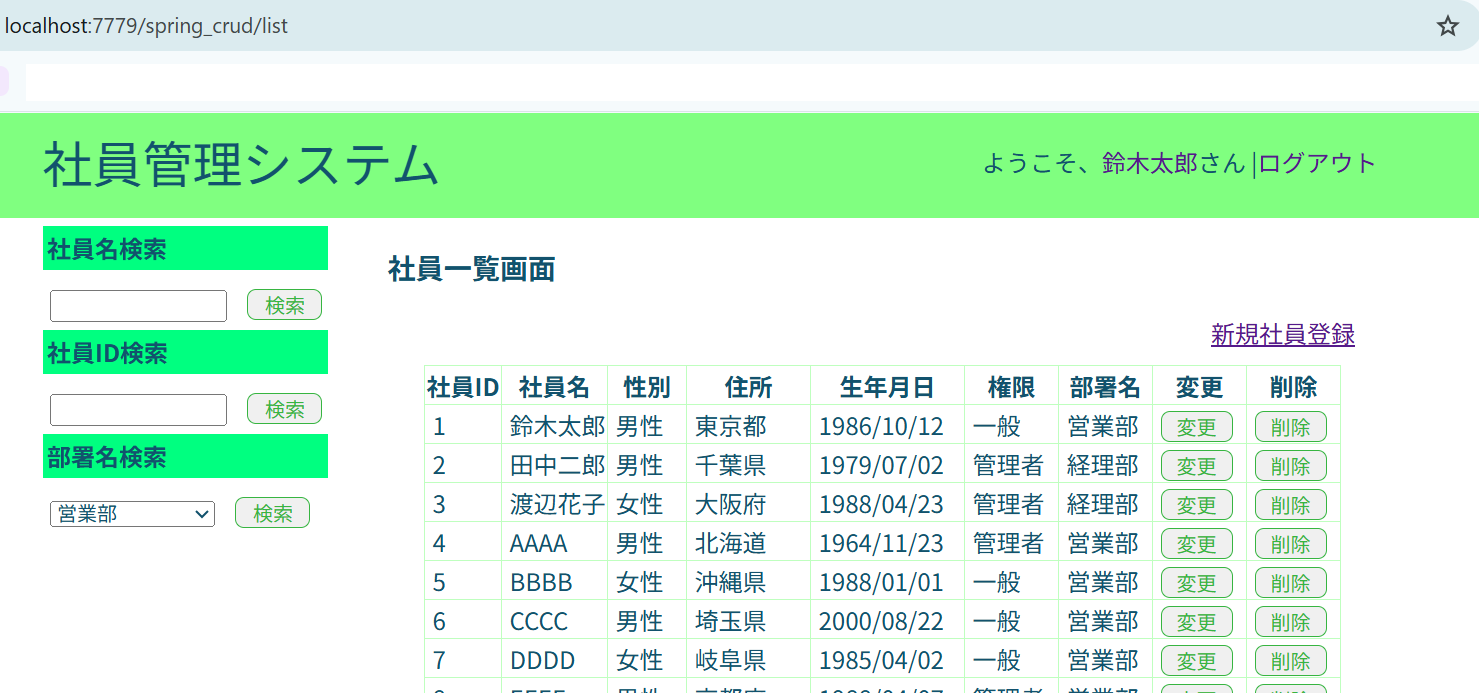 localhost:7779/spring_crud/list
社員管理システム
ようこそ、鈴木太郎さん |ログアウト
社員名検索
検索
社員ID検索
検索
部署名検索
営業部 検索
社員一覧画面
新規社員登録
社員ID 社員名 性別 住所 生年月日 権限 部署名 変更 削除
1 鈴木太郎 男性 東京都 1986/10/12 一般 営業部 変更 削除
2 田中二郎 男性 千葉県 1979/07/02 管理者 経理部 変更 削除
3 渡辺花子 女性 大阪府 1988/04/23 管理者 経理部 変更 削除
4 AAAA 男性 北海道 1964/11/23 管理者 営業部 変更 削除
5 BBBB 女性 沖縄県 1988/01/01 一般 営業部 変更 削除
6 CCCC 男性 埼玉県 2000/08/22 一般 営業部 変更 削除
7 DDDD 女性 岐阜県 1985/04/02 一般 営業部 変更 削除